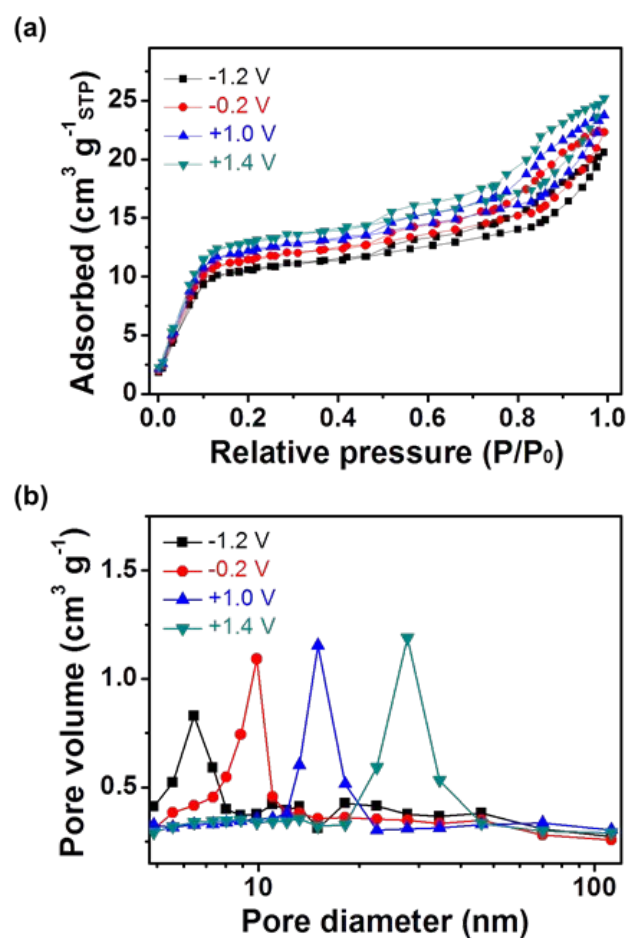 (a)
Adsorbed (cm³ g⁻¹ STP)
25
20
15
10
5
0
-1.2 V
-0.2 V
+1.0 V
+1.4 V
0.0 0.2 0.4 0.6 0.8 1.0
Relative pressure (P/P₀)
(b)
Pore volume (cm³ g⁻¹)
1.5
1.0
0.5
-1.2 V
-0.2 V
+1.0 V
+1.4 V
10 100
Pore diameter (nm)